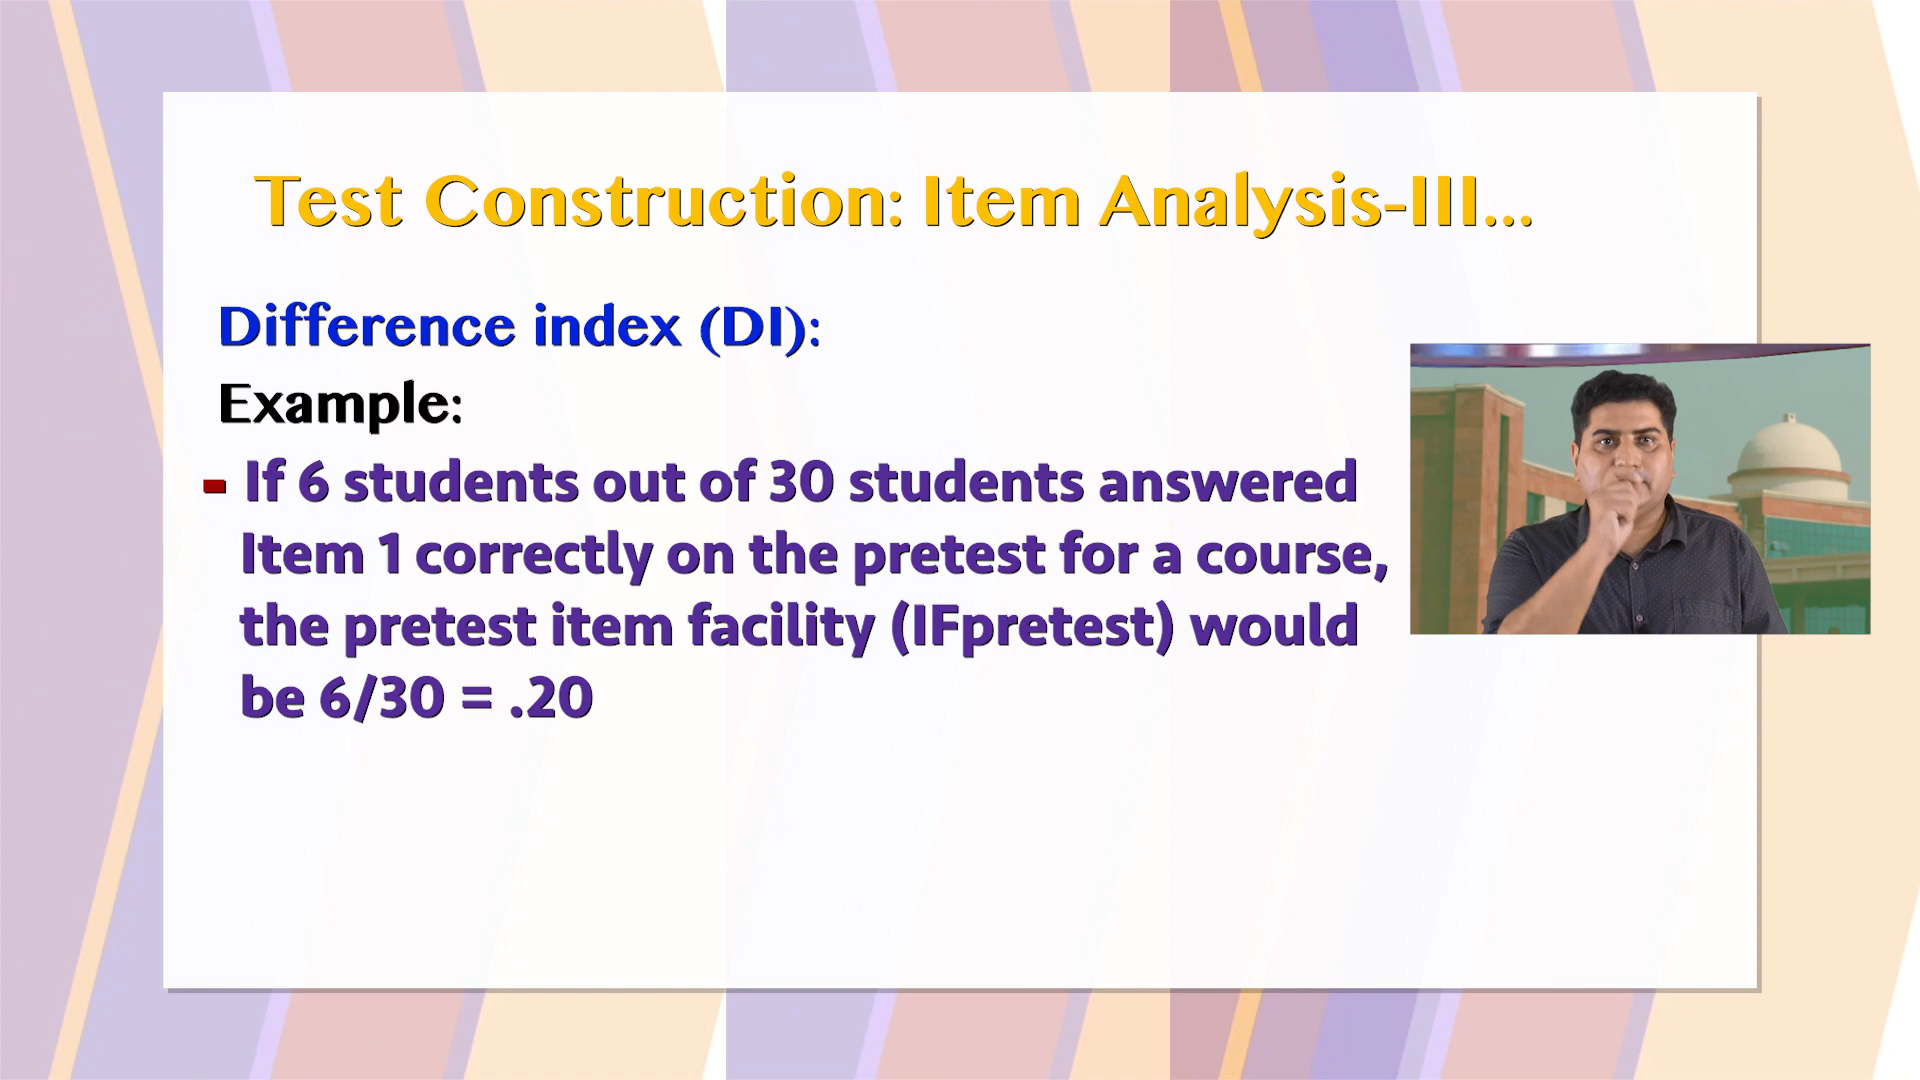 Test Construction: Item Analysis-III...
Difference index (DI):
Example:
- If 6 students out of 30 students answered
Item 1 correctly on the pretest for a course,
the pretest item facility (IFpretest) would
be 6/30 = .20